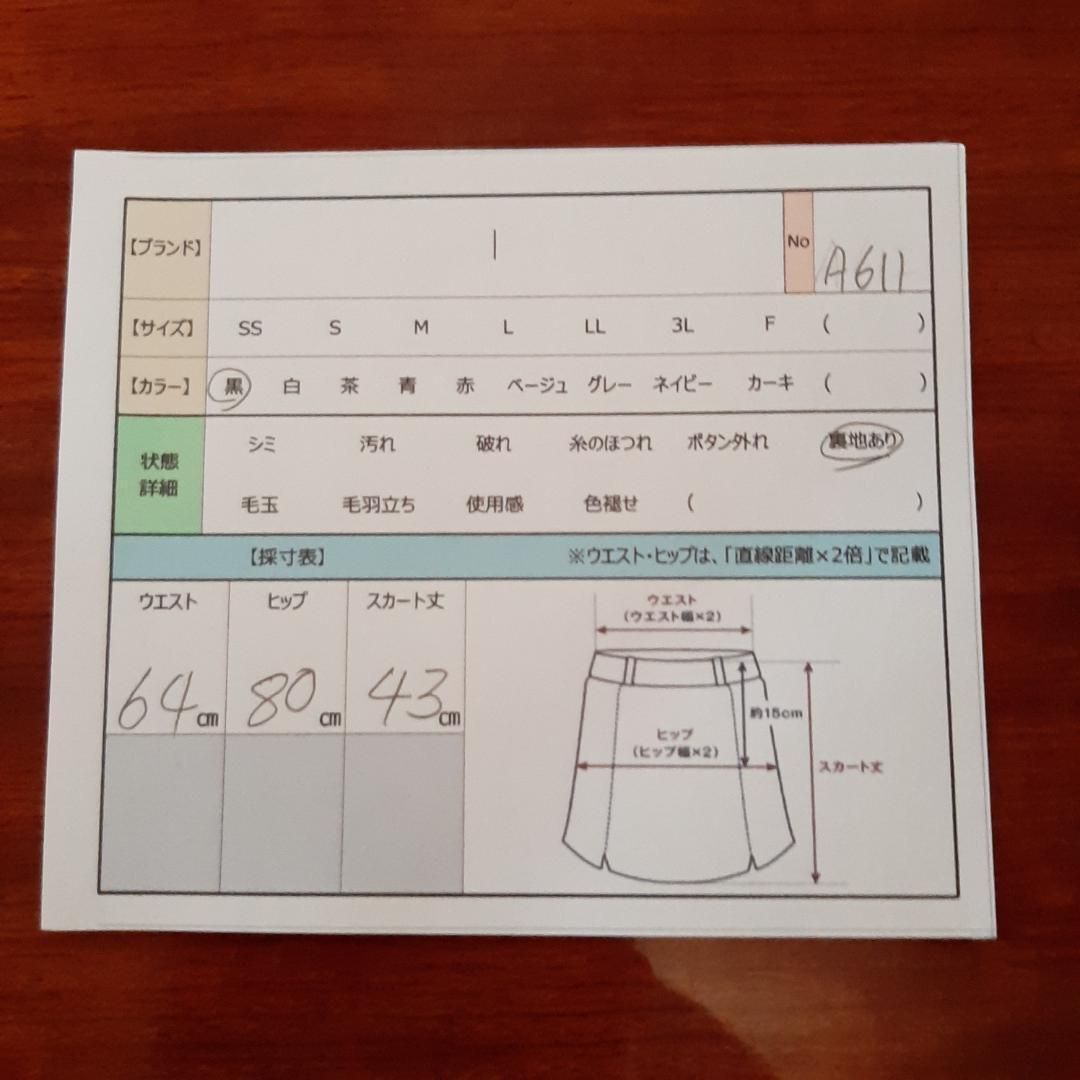 【ブランド】 | No A611
【サイズ】 SS S M L LL 3L F ( )
【カラー】 黒 白 茶 青 赤 ベージュ グレー ネイビー カーキ ( )
状態
詳細
シミ 汚れ 破れ 糸のほつれ ボタン外れ 裏地あり
毛玉 毛羽立ち 使用感 色褪せ ( )
【採寸表】 ※ウエスト・ヒップは、「直線距離×2倍」で記載
ウエスト ヒップ スカート丈
64cm 80cm 43cm
ウエスト
(ウエスト幅×2)
約15cm
ヒップ
(ヒップ幅×2)
スカート丈